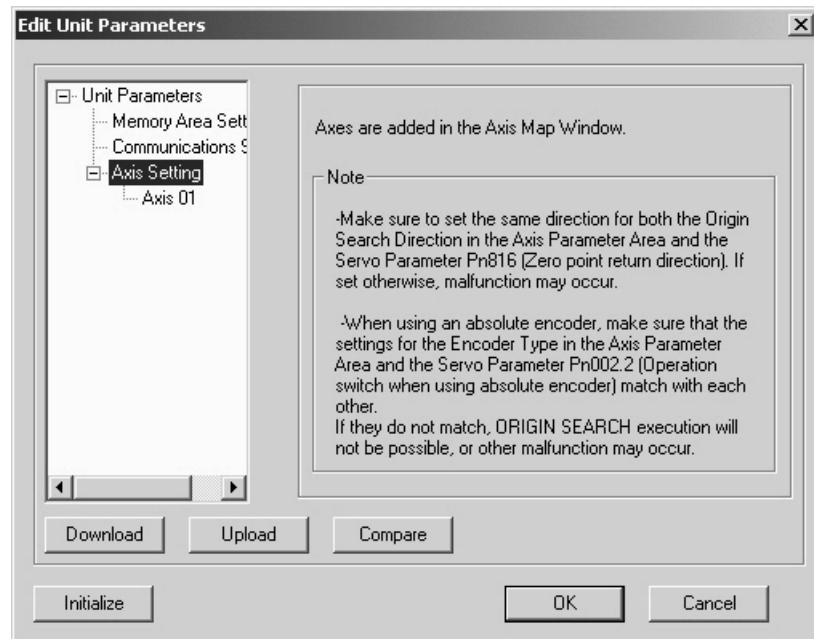 Edit Unit Parameters
Unit Parameters
Memory Area Sett
Communications S
Axis Setting
Axis 01
Axes are added in the Axis Map Window.
Note
-Make sure to set the same direction for both the Origin
Search Direction in the Axis Parameter Area and the
Servo Parameter Pn816 (Zero point return direction). If
set otherwise, malfunction may occur.
-When using an absolute encoder, make sure that the
settings for the Encoder Type in the Axis Parameter
Area and the Servo Parameter Pn002.2 (Operation
switch when using absolute encoder) match with each
other.
If they do not match, ORIGIN SEARCH execution will
not be possible, or other malfunction may occur.
Download
Upload
Compare
Initialize
OK
Cancel